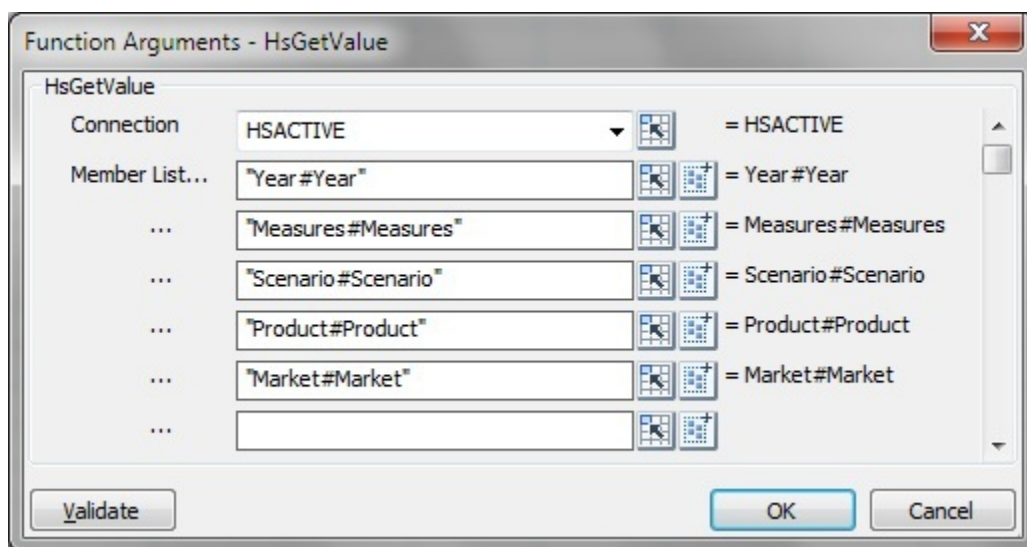 Function Arguments - HsGetValue
HsGetValue
Connection HSACTIVE = HSACTIVE
Member List... "Year#Year" = Year#Year
... "Measures#Measures" = Measures#Measures
... "Scenario#Scenario" = Scenario#Scenario
... "Product#Product" = Product#Product
... "Market#Market" = Market#Market
...
Validate OK Cancel